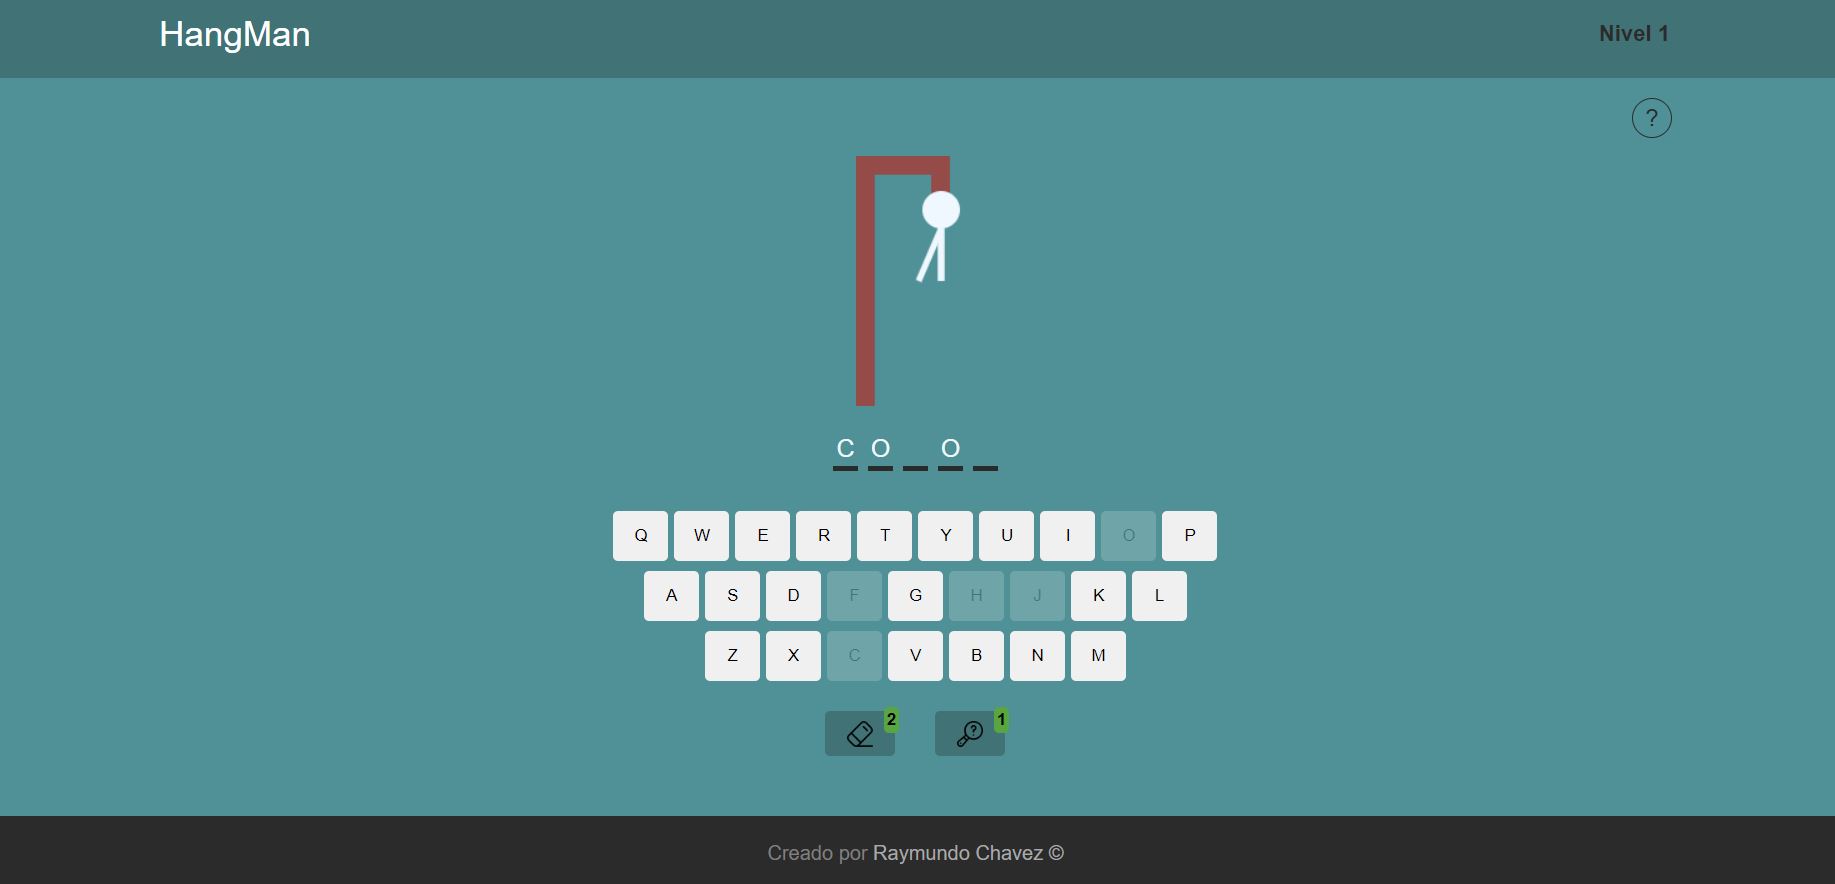 HangMan
Nivel 1
?
C O _ O _
Q W E R T Y U I O P
A S D F G H J K L
Z X C V B N M
2 ? 1
Creado por Raymundo Chavez ©